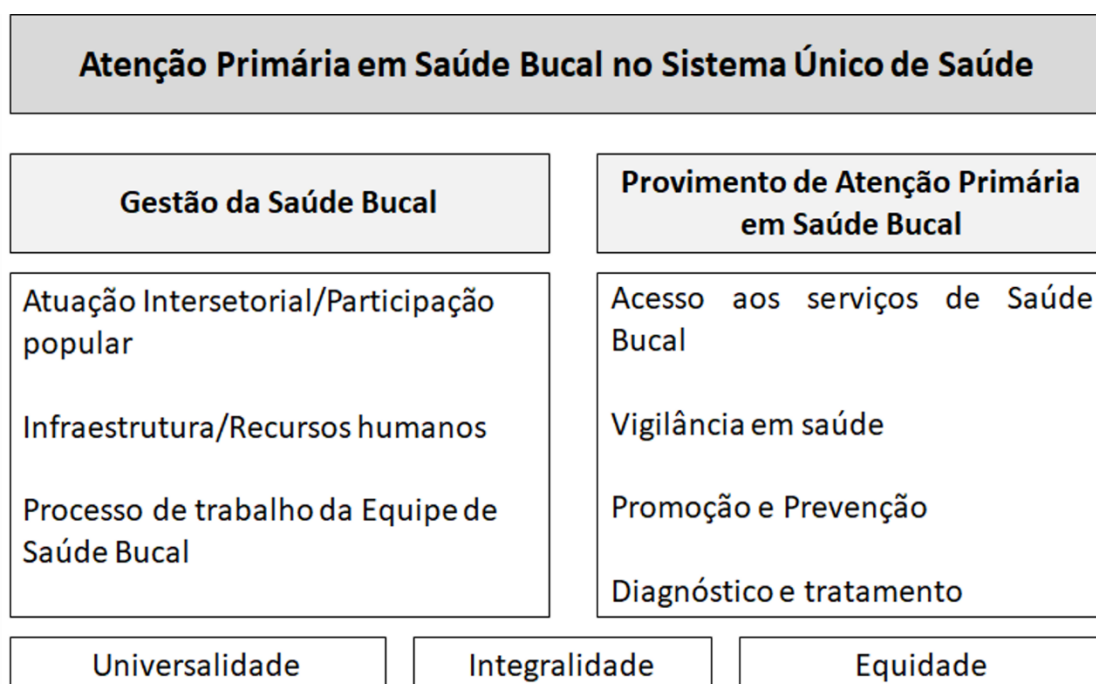 Atenção Primária em Saúde Bucal no Sistema Único de Saúde
Gestão da Saúde Bucal
Provimento de Atenção Primária
em Saúde Bucal
Atuação Intersetorial/Participação
popular
Infraestrutura/Recursos humanos
Processo de trabalho da Equipe de
Saúde Bucal
Acesso aos serviços de Saúde
Bucal
Vigilância em saúde
Promoção e Prevenção
Diagnóstico e tratamento
Universalidade
Integralidade
Equidade